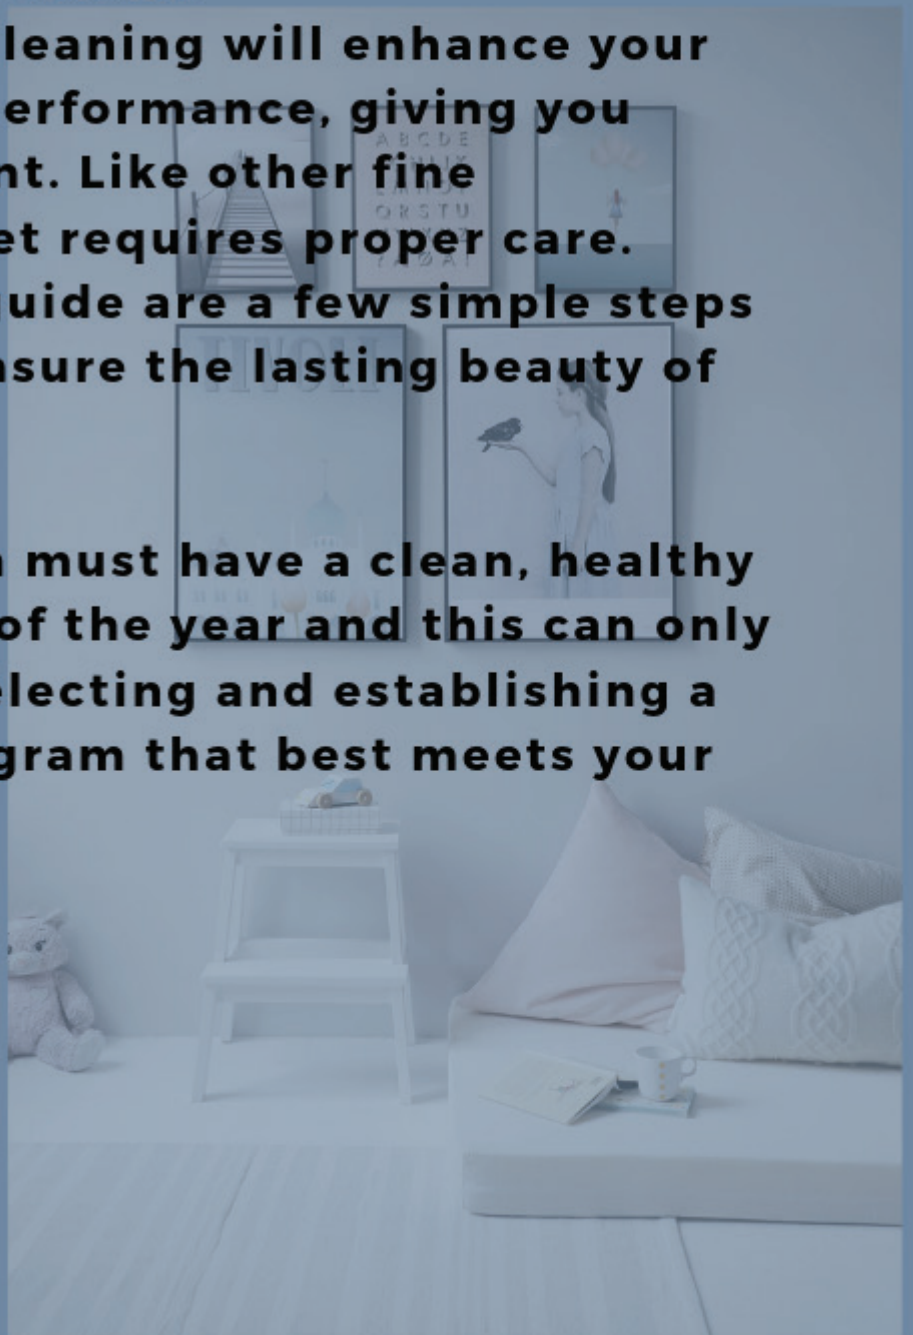 leaning will enhance your
erformance, giving you
nt. Like other fine
et requires proper care.
uide are a few simple steps
nsure the lasting beauty of
must have a clean, healthy
of the year and this can only
electing and establishing a
gram that best meets your
A B C D E
Q R S T U